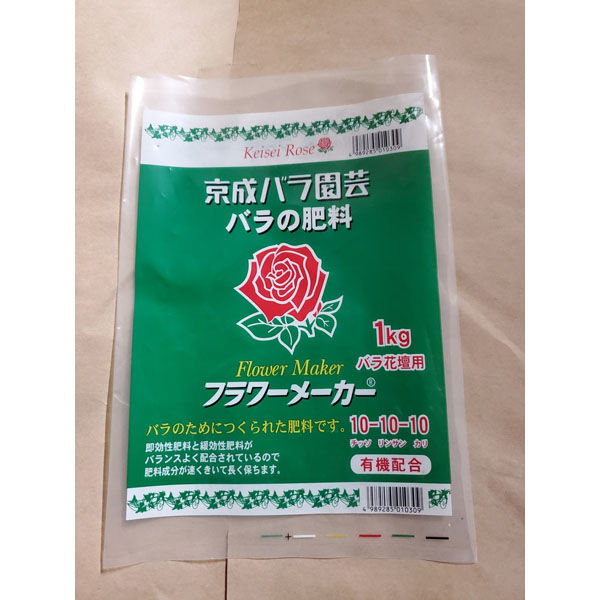 Keisei Rose
4989285010309
京成バラ園芸
バラの肥料
1kg
バラ花壇用
Flower Maker
フラワーメーカー®
バラのためにつくられた肥料です。
10-10-10
チッソ リンサン カリ
即効性肥料と緩効性肥料が
バランスよく配合されているので
肥料成分が速くきいて長く保ちます。
有機配合
4989285010309